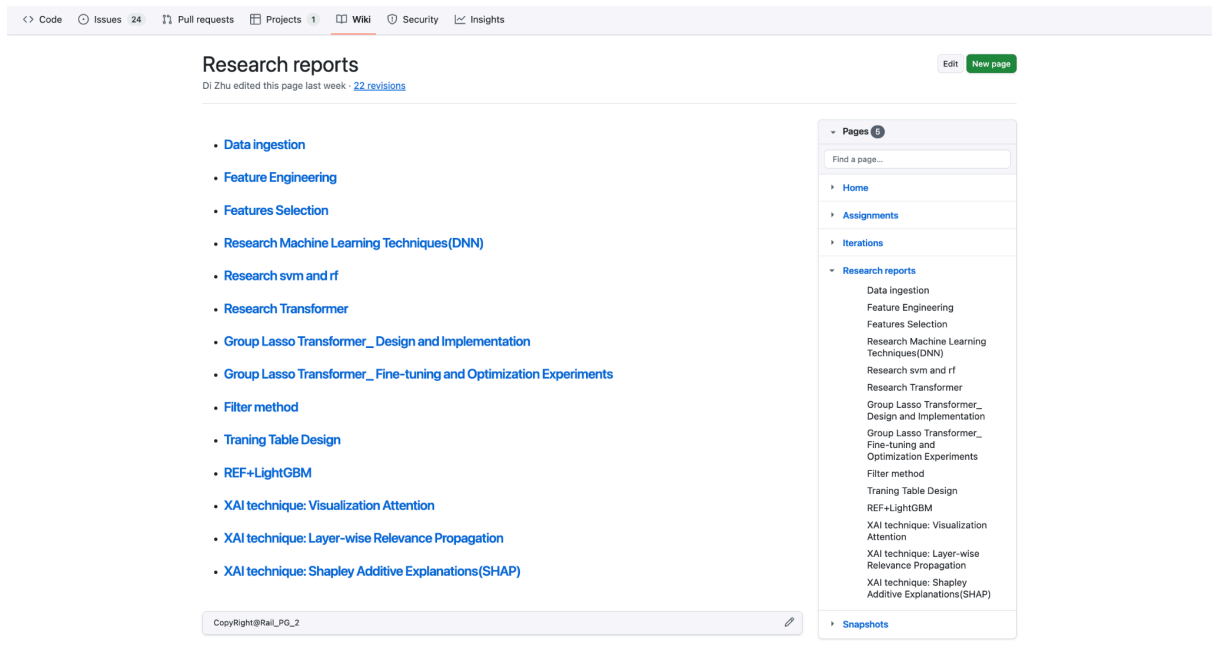 Code Issues 24 Pull requests Projects 1 Wiki Security Insights
Research reports
Edit New page
Di Zhu edited this page last week · 22 revisions
• Data ingestion
• Feature Engineering
• Features Selection
• Research Machine Learning Techniques(DNN)
• Research svm and rf
• Research Transformer
• Group Lasso Transformer_ Design and Implementation
• Group Lasso Transformer_ Fine-tuning and Optimization Experiments
• Filter method
• Traning Table Design
• REF+LightGBM
• XAI technique: Visualization Attention
• XAI technique: Layer-wise Relevance Propagation
• XAI technique: Shapley Additive Explanations(SHAP)
CopyRight@Rail_PG_2
Pages 5
Find a page...
Home
Assignments
Iterations
Research reports
Data ingestion
Feature Engineering
Features Selection
Research Machine Learning
Techniques(DNN)
Research svm and rf
Research Transformer
Group Lasso Transformer_
Design and Implementation
Group Lasso Transformer_
Fine-tuning and
Optimization Experiments
Filter method
Traning Table Design
REF+LightGBM
XAI technique: Visualization
Attention
XAI technique: Layer-wise
Relevance Propagation
XAI technique: Shapley
Additive Explanations(SHAP)
Snapshots